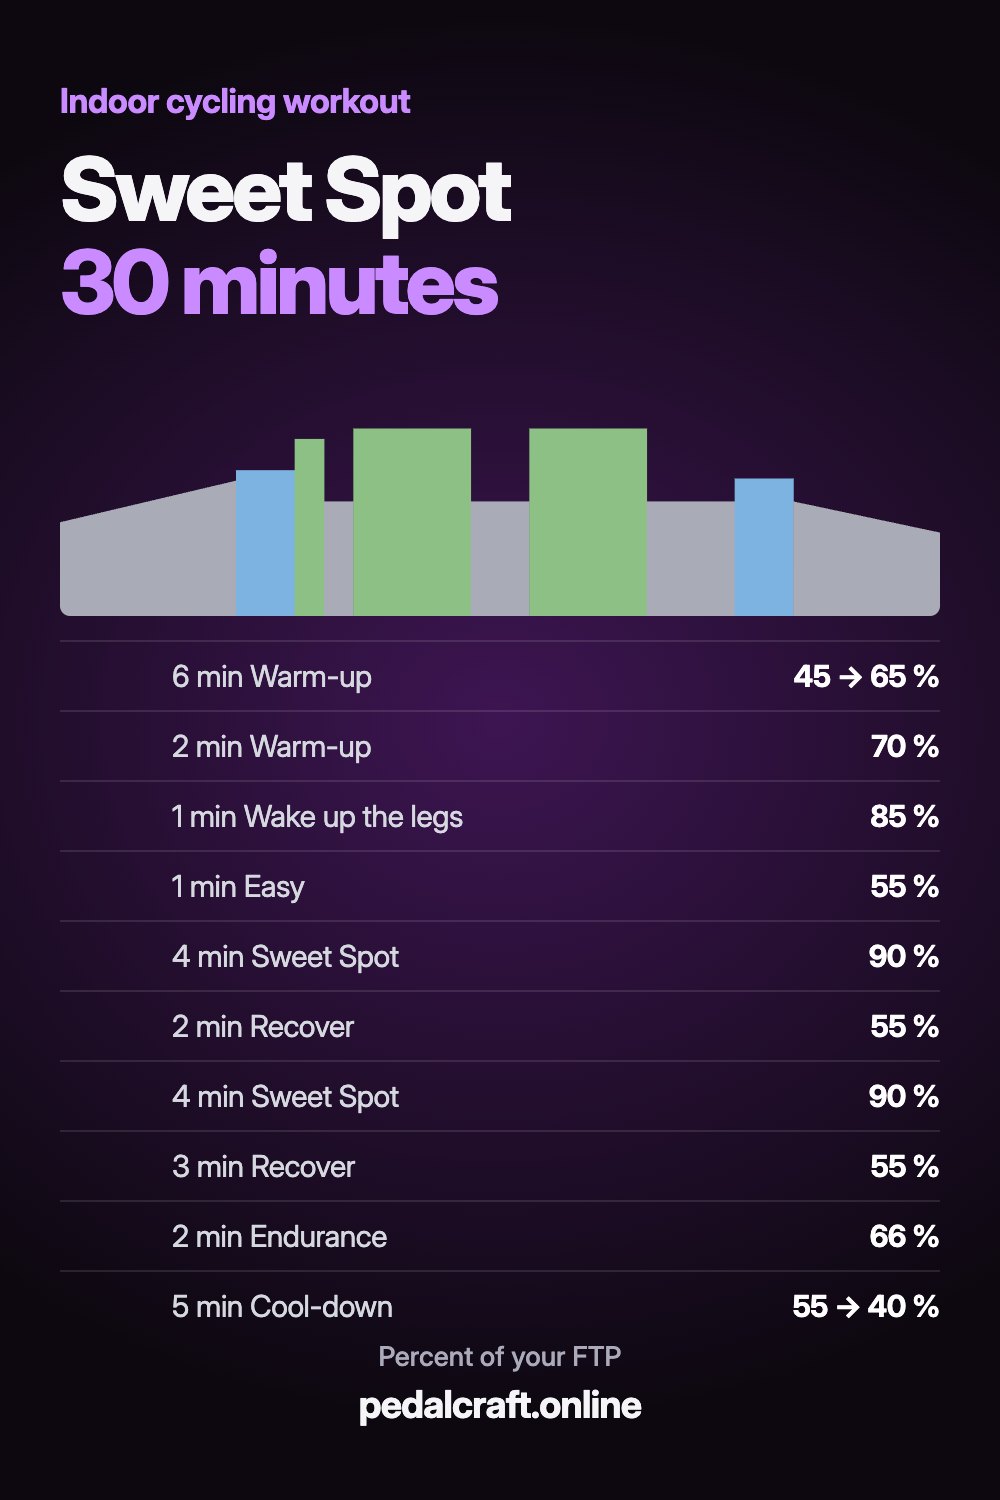 Indoor cycling workout
Sweet Spot
30 minutes
6 min Warm-up 45 → 65 %
2 min Warm-up 70 %
1 min Wake up the legs 85 %
1 min Easy 55 %
4 min Sweet Spot 90 %
2 min Recover 55 %
4 min Sweet Spot 90 %
3 min Recover 55 %
2 min Endurance 66 %
5 min Cool-down 55 → 40 %
Percent of your FTP
pedalcraft.online